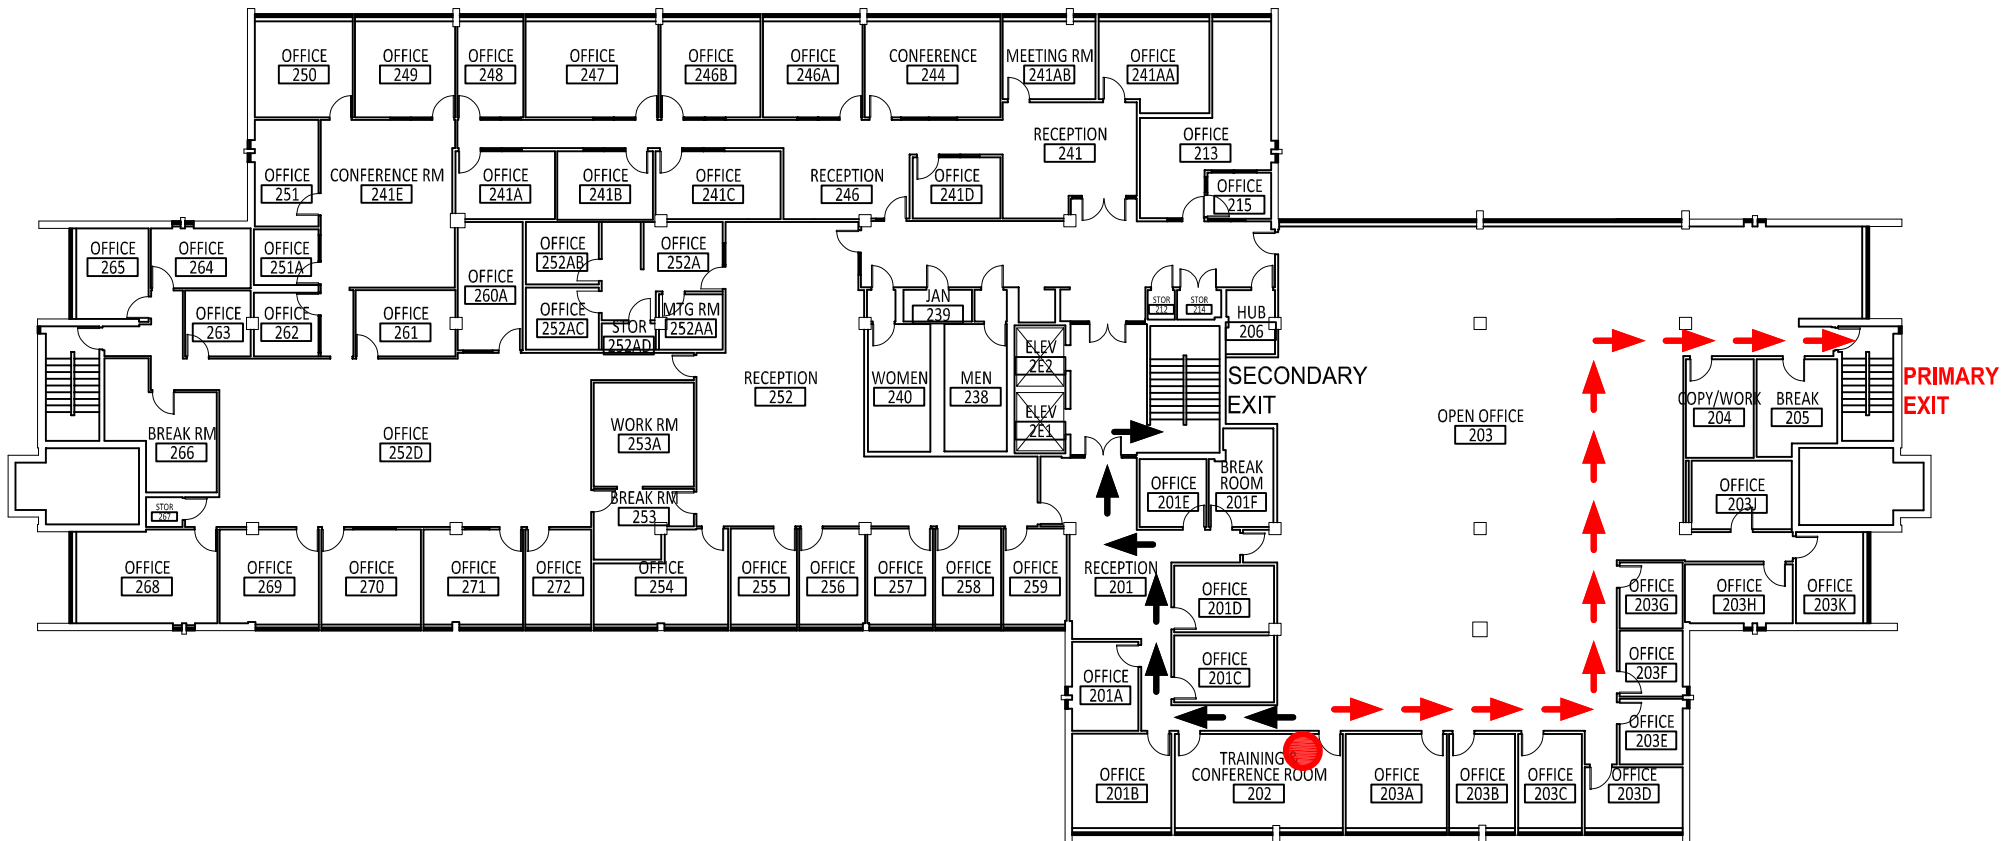 OFFICE
250
OFFICE
249
OFFICE
248
OFFICE
247
OFFICE
246B
OFFICE
246A
CONFERENCE
244
MEETING RM
241AB
OFFICE
241AA
RECEPTION
241
OFFICE
213
OFFICE
215
OFFICE
251
CONFERENCE RM
241E
OFFICE
241A
OFFICE
241B
OFFICE
241C
RECEPTION
246
OFFICE
241D
OFFICE
265
OFFICE
264
OFFICE
251A
OFFICE
260A
OFFICE
252AB
OFFICE
252A
OFFICE
263
OFFICE
262
OFFICE
261
OFFICE
252AC
STOR
252AD
MTG RM
252AA
JAN
239
STOR
212
STOR
214
HUB
206
ELEV
2E2
ELEV
2E1
WOMEN
240
MEN
238
RECEPTION
252
SECONDARY
EXIT
OPEN OFFICE
203
COPY/WORK
204
BREAK
205
PRIMARY
EXIT
BREAK RM
266
OFFICE
252D
WORK RM
253A
BREAK RM
253
STOR
267
OFFICE
201E
BREAK
ROOM
201F
OFFICE
203J
OFFICE
268
OFFICE
269
OFFICE
270
OFFICE
271
OFFICE
272
OFFICE
254
OFFICE
255
OFFICE
256
OFFICE
257
OFFICE
258
OFFICE
259
RECEPTION
201
OFFICE
201D
OFFICE
203G
OFFICE
203H
OFFICE
203K
OFFICE
201A
OFFICE
201C
OFFICE
203F
OFFICE
203E
OFFICE
201B
TRAINING
CONFERENCE ROOM
202
OFFICE
203A
OFFICE
203B
OFFICE
203C
OFFICE
203D